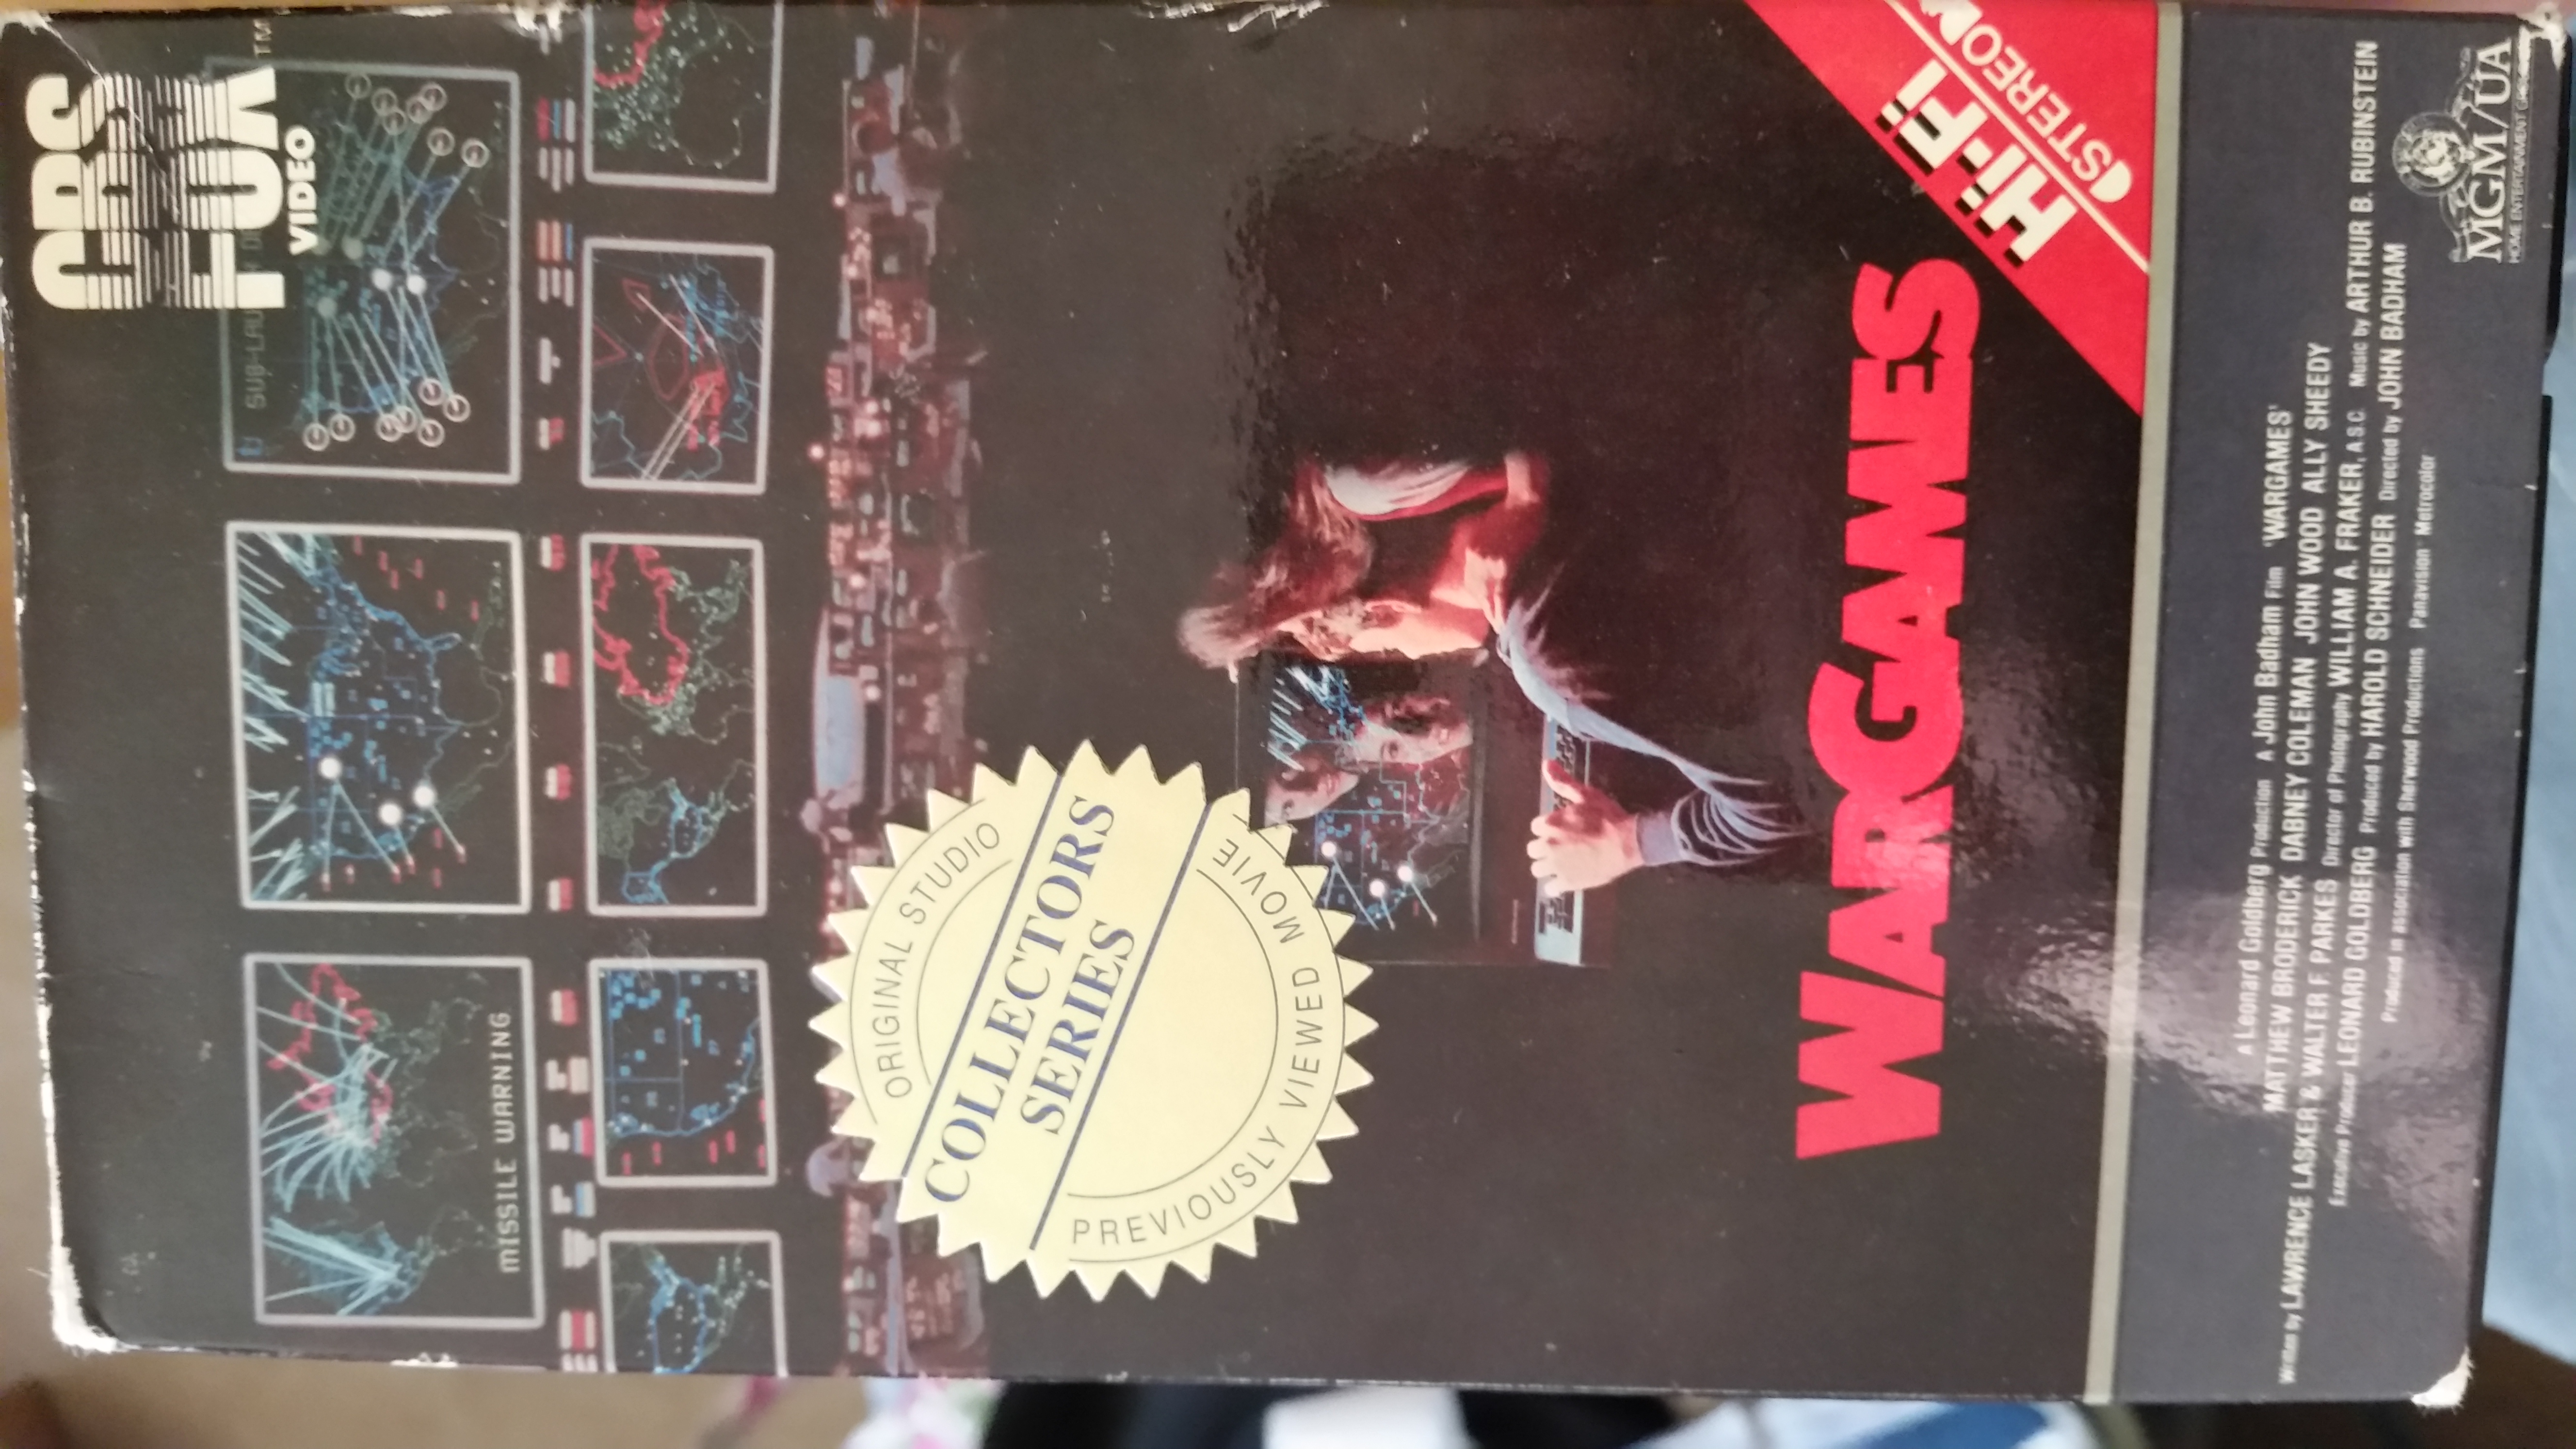 CBS
FOX
VIDEO
TM
MISSILE WARNING
ORIGINAL STUDIO
COLLECTORS
SERIES
PREVIOUSLY VIEWED MOVIE
WARGAMES
Hi-Fi
STEREO
A Leonard Goldberg Production A John Badham Film 'WARGAMES'
MATTHEW BRODERICK DABNEY COLEMAN JOHN WOOD ALLY SHEEDY
Written by LAWRENCE LASKER & WALTER F. PARKES Director of Photography WILLIAM A. FRAKER, A.S.C. Music by ARTHUR B. RUBINSTEIN
Executive Producer LEONARD GOLDBERG Produced by HAROLD SCHNEIDER Directed by JOHN BADHAM
Produced in association with Sherwood Productions Panavision Metrocolor
MGM/UA
HOME ENTERTAINMENT